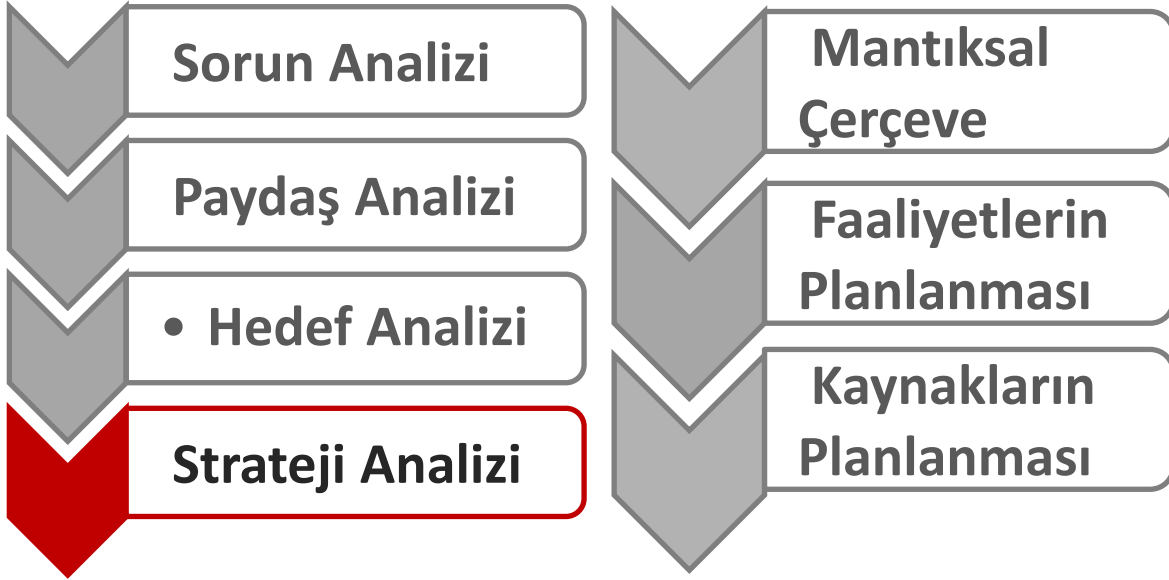 Sorun Analizi
Paydaş Analizi
• Hedef Analizi
Strateji Analizi
Mantıksal
Çerçeve
Faaliyetlerin
Planlanması
Kaynakların
Planlanması